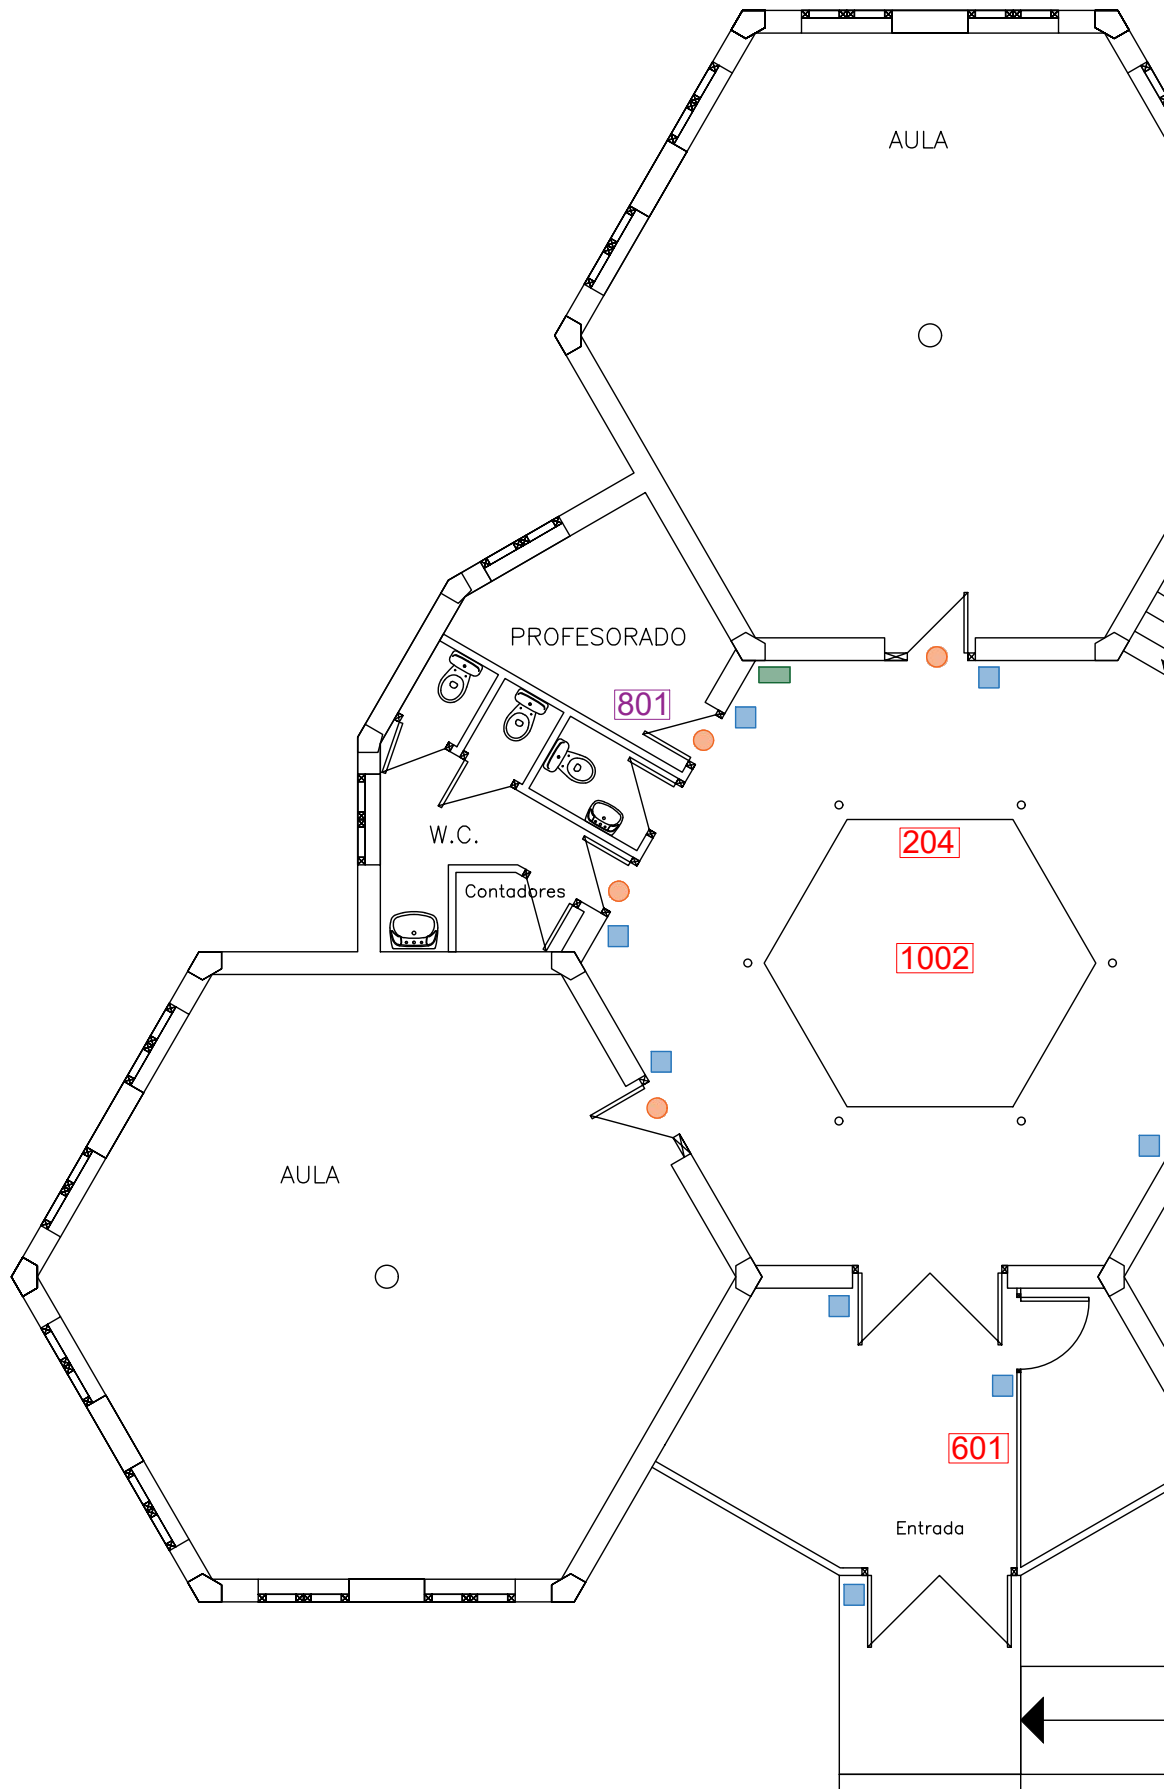 AULA
PROFESORADO
801
W.C.
204
Contadores
1002
AULA
601
Entrada